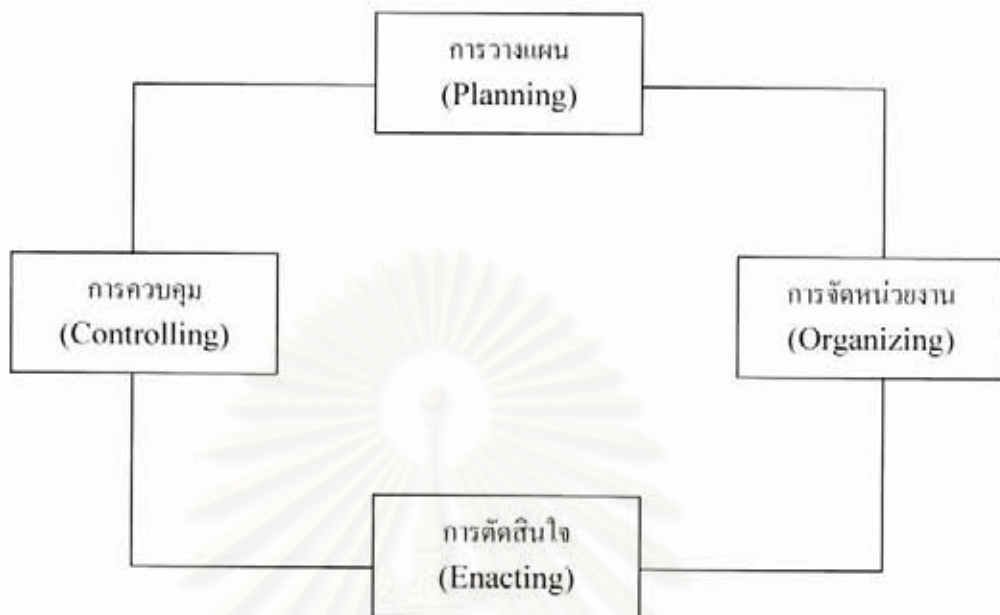 การวางแผน
(Planning)
การควบคุม
(Controlling)
การจัดหน่วยงาน
(Organizing)
การตัดสินใจ
(Enacting)